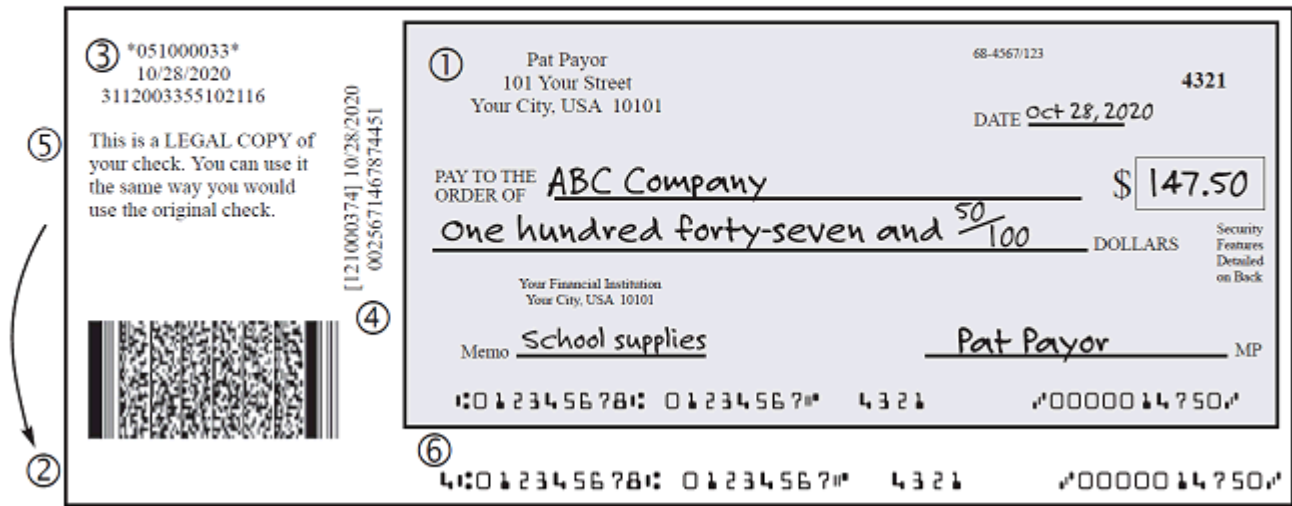 ③ *051000033*
10/28/2020
3112003355102116
⑤
This is a LEGAL COPY of
your check. You can use it
the same way you would
use the original check.
②
[121000374] 10/28/2020
0025671467874451
④
①
Pat Payor
101 Your Street
Your City, USA 10101
68-4567/123
4321
DATE Oct 28, 2020
PAY TO THE
ORDER OF ABC Company $ 147.50
One hundred forty-seven and 50/100 DOLLARS
Security
Features
Detailed
on Back
Your Financial Institution
Your City, USA 10101
Memo School supplies Pat Payor MP
⑆012345678⑆ 01234567⑈ 4321 ⑇0000014750⑇
⑥
4⑆012345678⑆ 01234567⑈ 4321 ⑇0000014750⑇